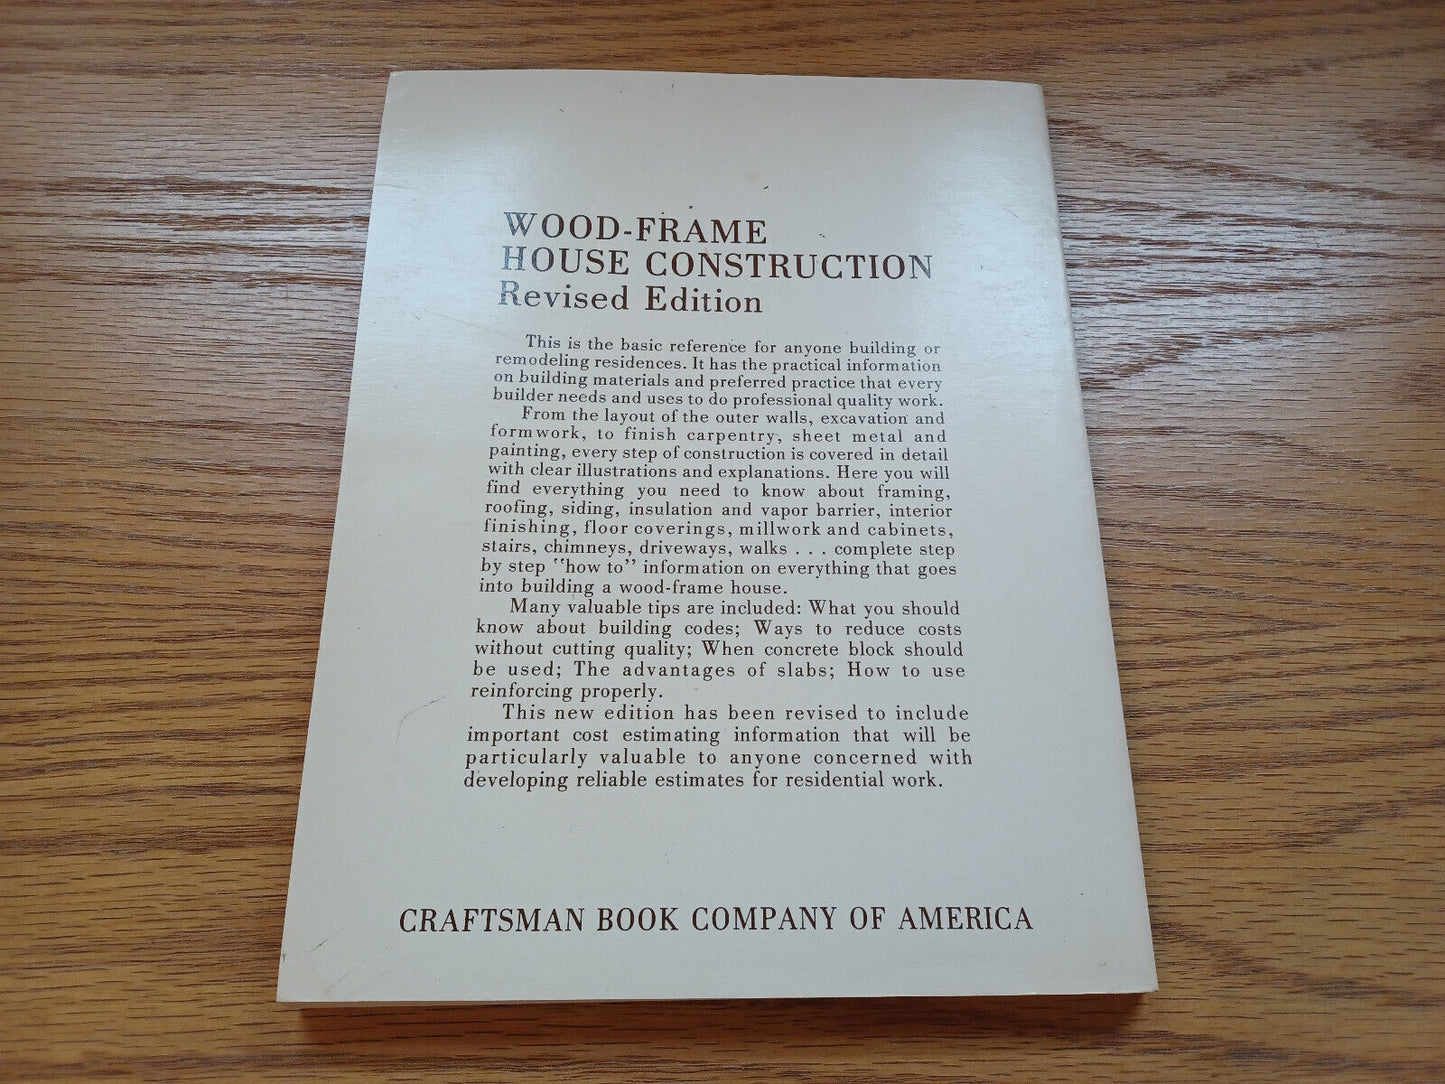 WOOD-FRAME
HOUSE CONSTRUCTION
Revised Edition
This is the basic reference for anyone building or
remodeling residences. It has the practical information
on building materials and preferred practice that every
builder needs and uses to do professional quality work.
From the layout of the outer walls, excavation and
formwork, to finish carpentry, sheet metal and
painting, every step of construction is covered in detail
with clear illustrations and explanations. Here you will
find everything you need to know about framing,
roofing, siding, insulation and vapor barrier, interior
finishing, floor coverings, millwork and cabinets,
stairs, chimneys, driveways, walks . . . complete step
by step "how to" information on everything that goes
into building a wood-frame house.
Many valuable tips are included: What you should
know about building codes; Ways to reduce costs
without cutting quality; When concrete block should
be used; The advantages of slabs; How to use
reinforcing properly.
This new edition has been revised to include
important cost estimating information that will be
particularly valuable to anyone concerned with
developing reliable estimates for residential work.
CRAFTSMAN BOOK COMPANY OF AMERICA